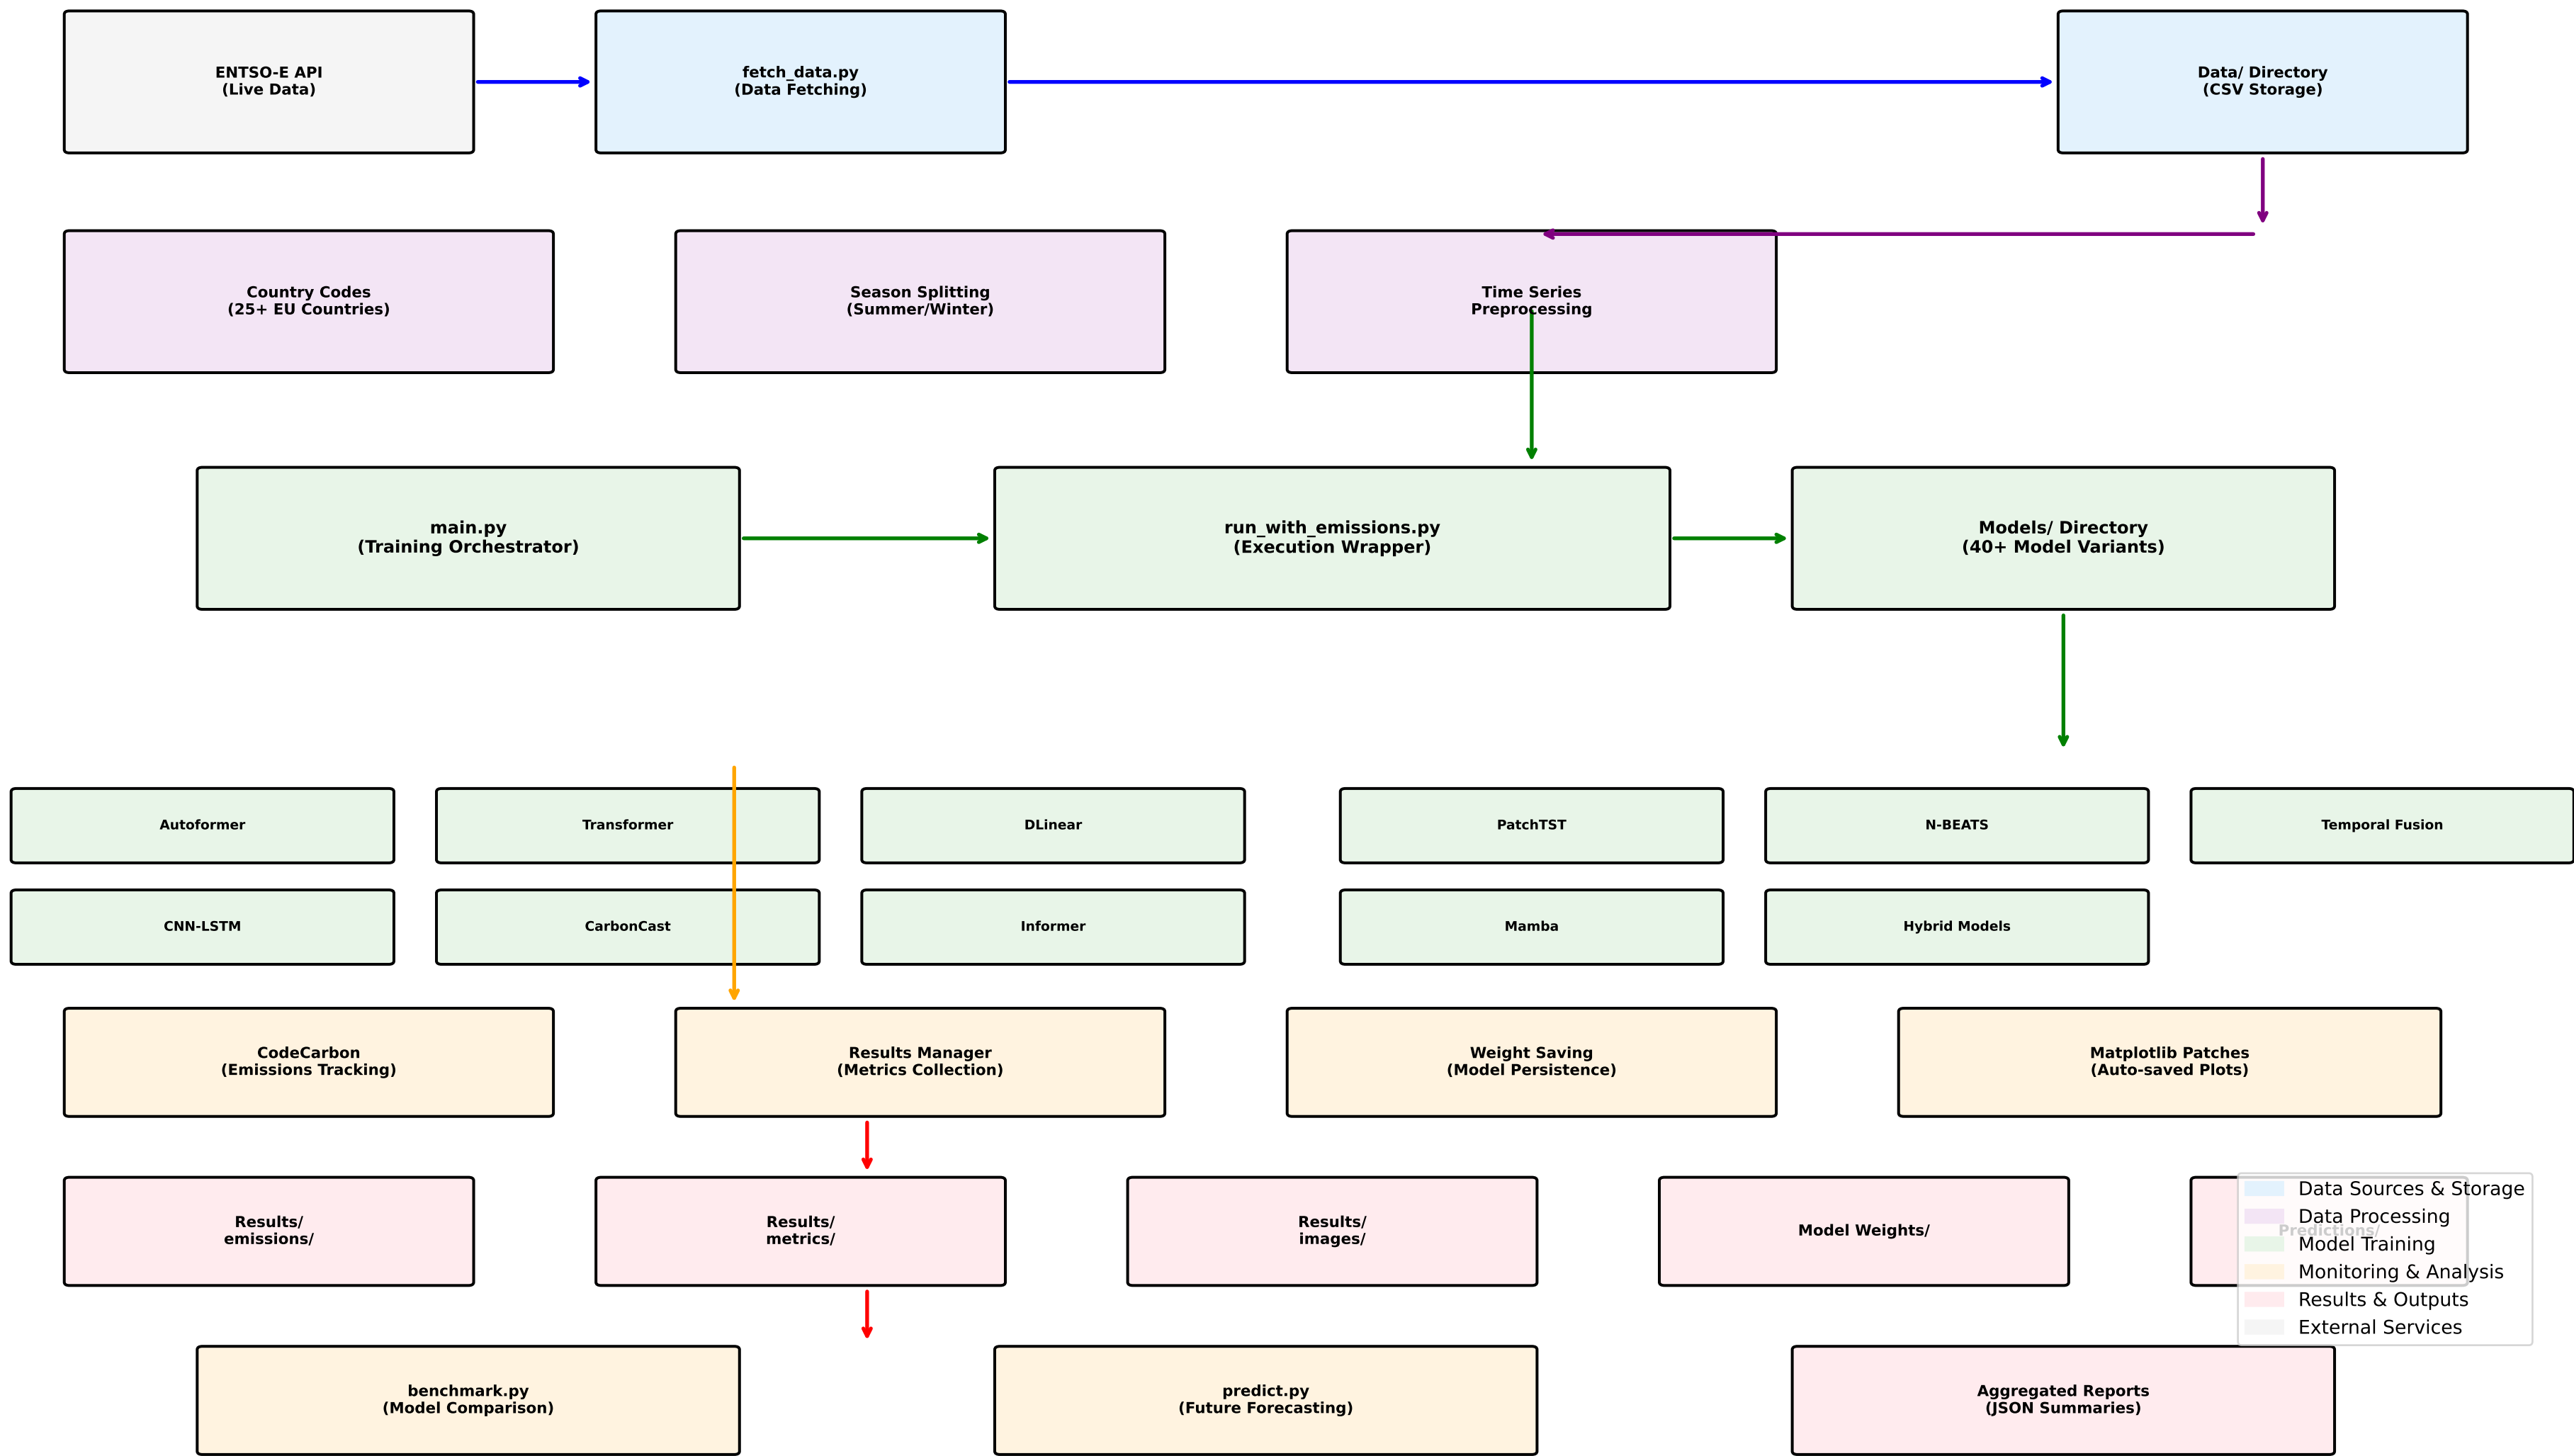 ENTSO-E API
(Live Data)
fetch_data.py
(Data Fetching)
Data/ Directory
(CSV Storage)
Country Codes
(25+ EU Countries)
Season Splitting
(Summer/Winter)
Time Series
Preprocessing
main.py
(Training Orchestrator)
run_with_emissions.py
(Execution Wrapper)
Models/ Directory
(40+ Model Variants)
Autoformer
Transformer
DLinear
PatchTST
N-BEATS
Temporal Fusion
CNN-LSTM
CarbonCast
Informer
Mamba
Hybrid Models
CodeCarbon
(Emissions Tracking)
Results Manager
(Metrics Collection)
Weight Saving
(Model Persistence)
Matplotlib Patches
(Auto-saved Plots)
Results/
emissions/
Results/
metrics/
Results/
images/
Model Weights/
Predictions/
Data Sources & Storage
Data Processing
Model Training
Monitoring & Analysis
Results & Outputs
External Services
benchmark.py
(Model Comparison)
predict.py
(Future Forecasting)
Aggregated Reports
(JSON Summaries)